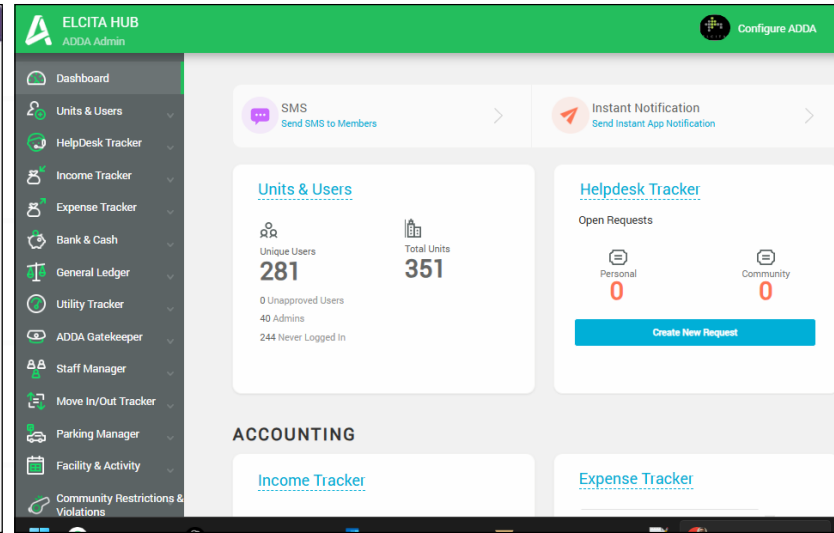 ELCITA HUB
ADDA Admin
Configure ADDA
Dashboard
Units & Users
HelpDesk Tracker
Income Tracker
Expense Tracker
Bank & Cash
General Ledger
Utility Tracker
ADDA Gatekeeper
Staff Manager
Move In/Out Tracker
Parking Manager
Facility & Activity
Community Restrictions &
Violations
SMS
Send SMS to Members
Instant Notification
Send Instant App Notification
Units & Users
Unique Users
281
0 Unapproved Users
40 Admins
244 Never Logged In
Total Units
351
Helpdesk Tracker
Open Requests
Personal
0
Community
0
Create New Request
ACCOUNTING
Income Tracker
Expense Tracker